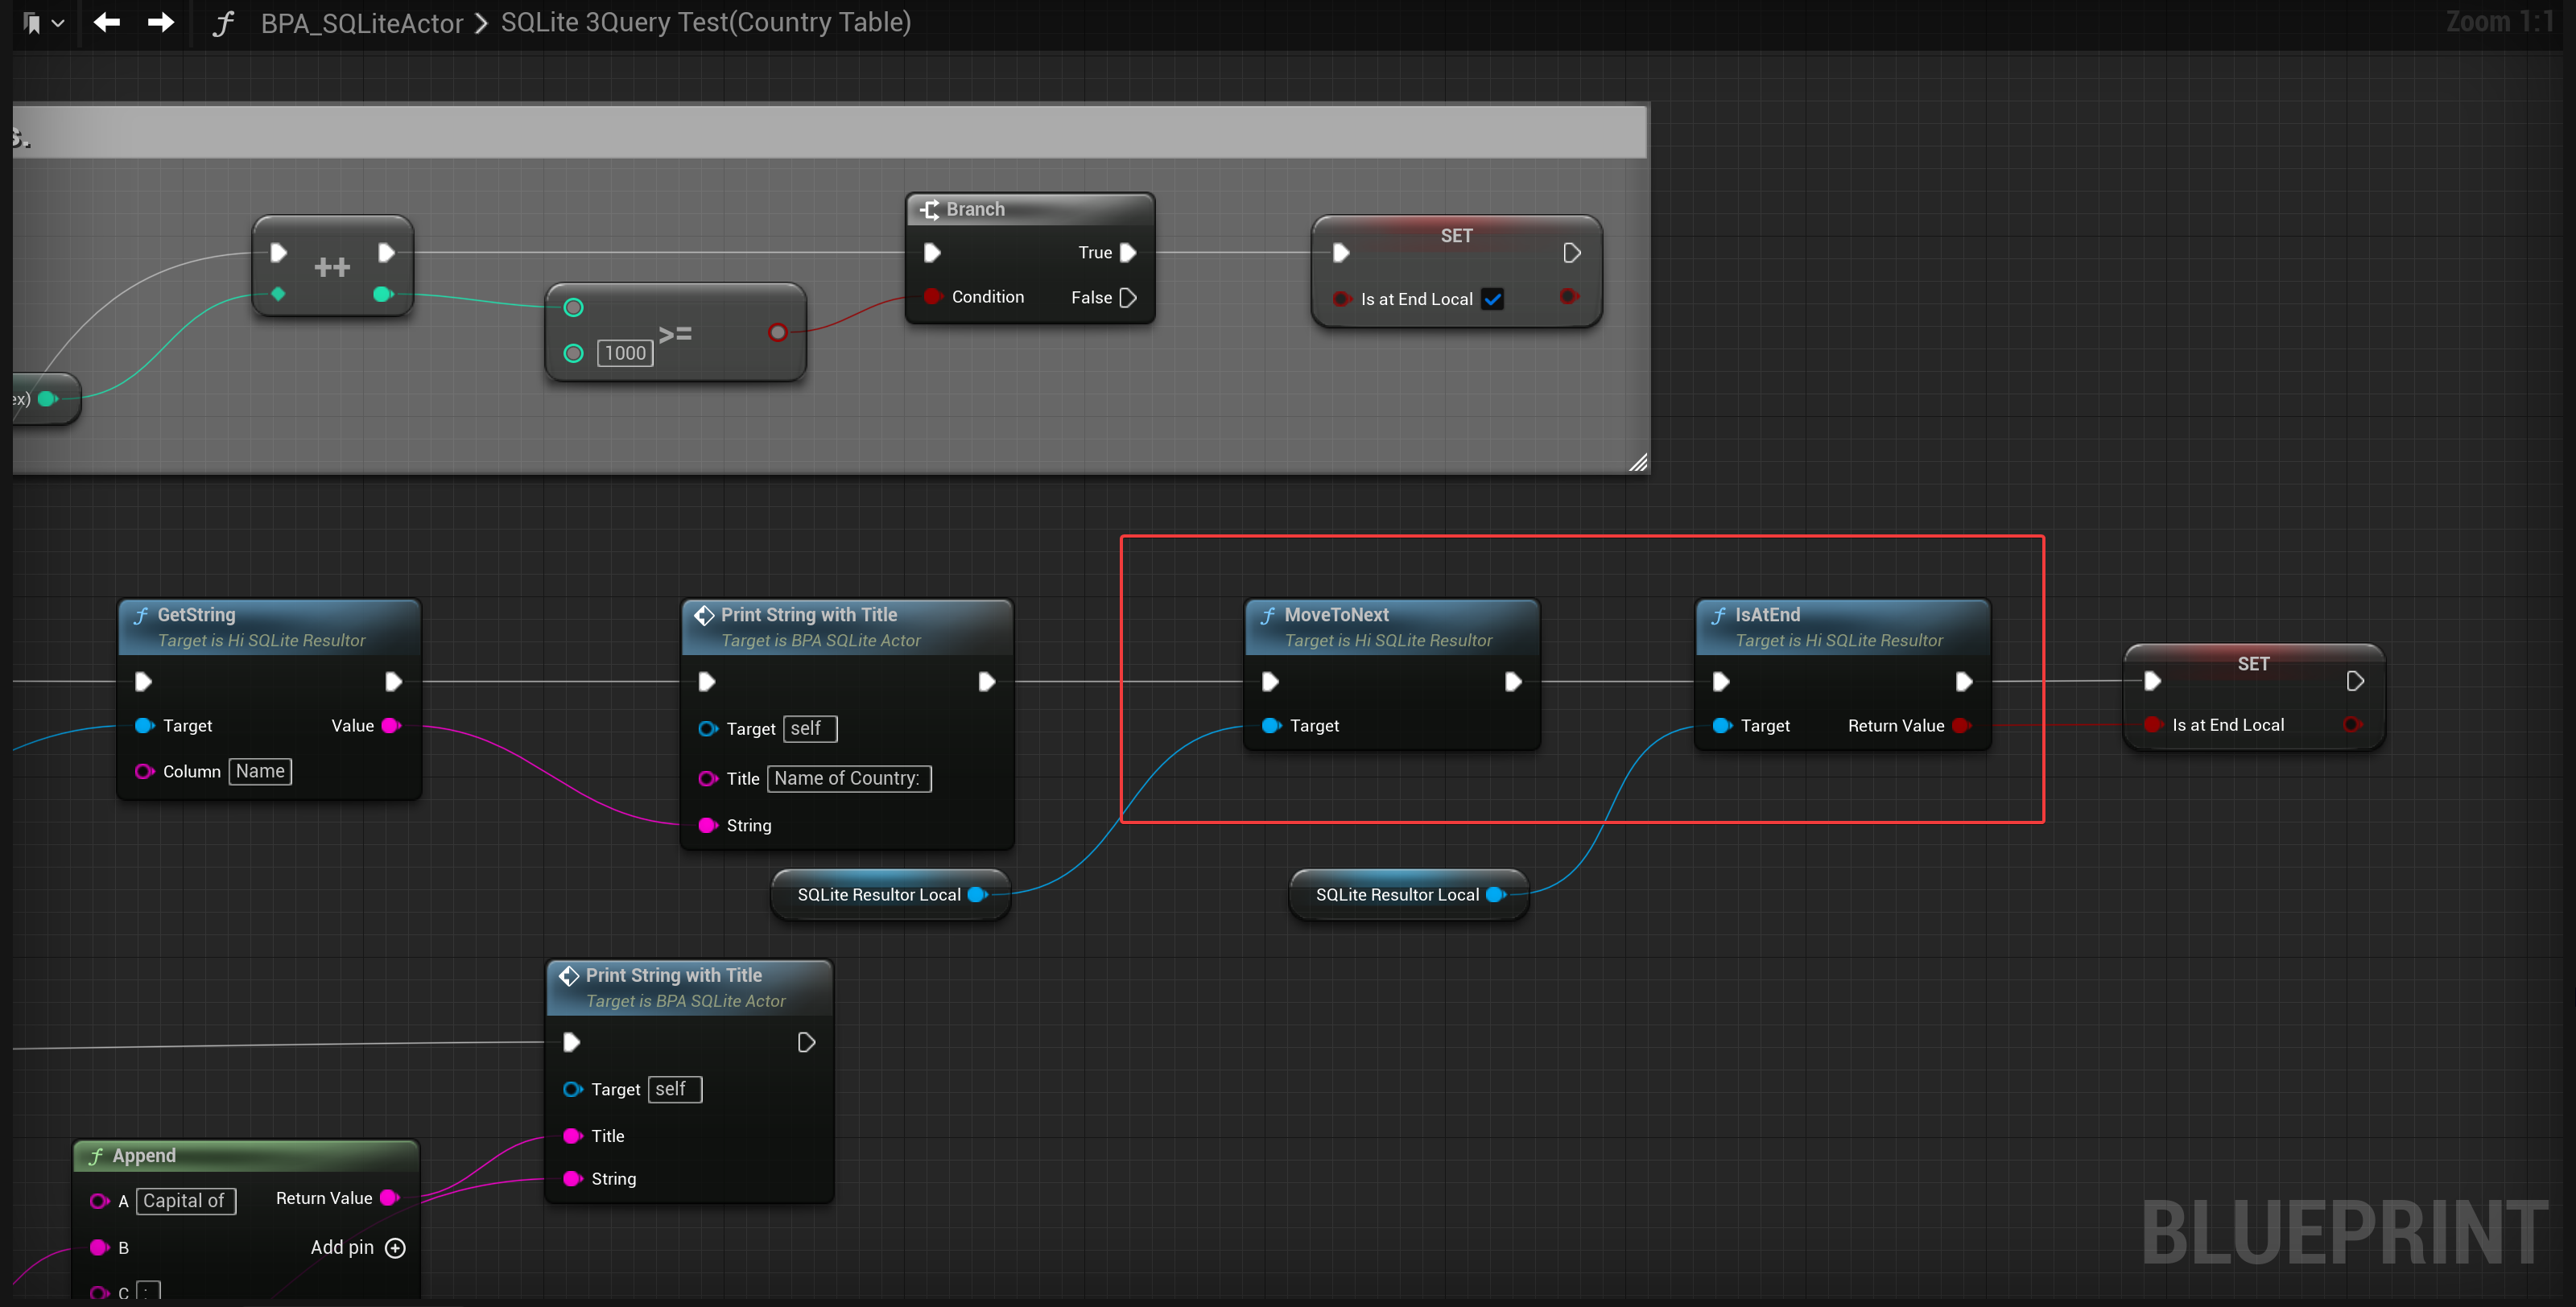 BPA_SQLiteActor > SQLite 3Query Test(Country Table)
Zoom 1:1
s.
++
Branch
True
Condition
False
SET
Is at End Local
>=
1000
ex)
GetString
Target is Hi SQLite Resultor
Target
Value
Column
Name
Print String with Title
Target is BPA SQLite Actor
Target
self
Title
Name of Country:
String
MoveToNext
Target is Hi SQLite Resultor
Target
IsAtEnd
Target is Hi SQLite Resultor
Target
Return Value
SET
Is at End Local
SQLite Resultor Local
SQLite Resultor Local
Print String with Title
Target is BPA SQLite Actor
Target
self
Title
String
Append
A
Capital of
Return Value
B
Add pin
C
:
BLUEPRINT